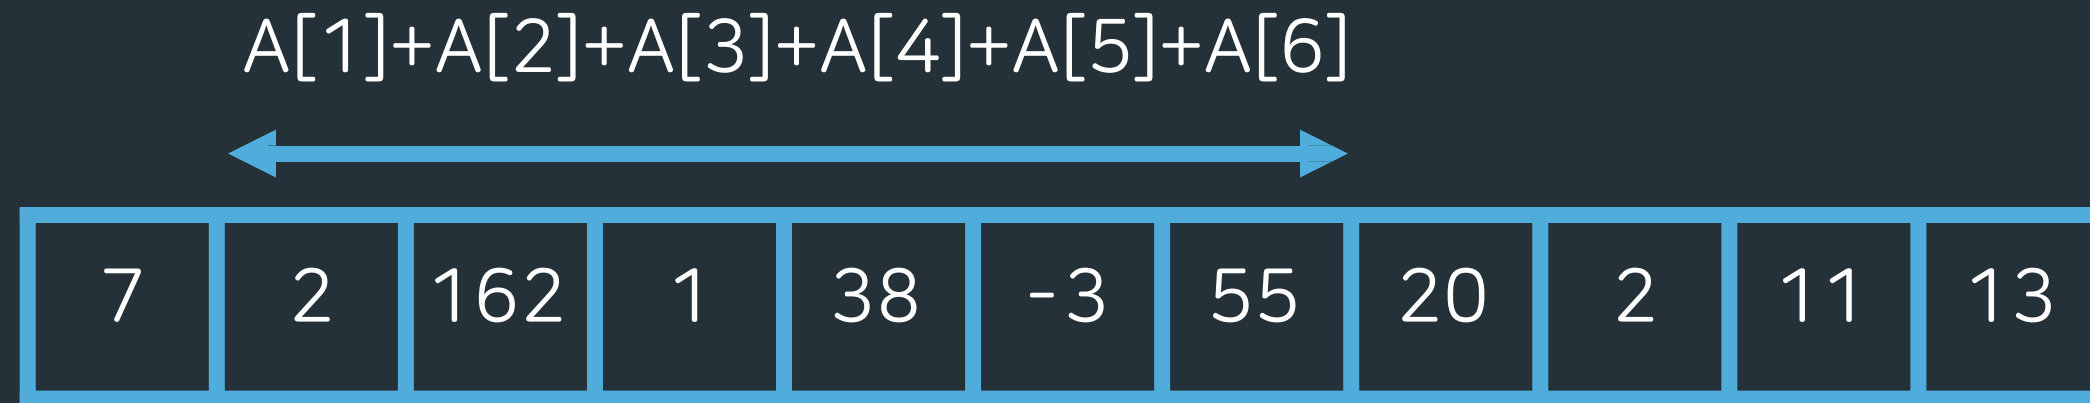 A[1]+A[2]+A[3]+A[4]+A[5]+A[6]
7 2 162 1 38 -3 55 20 2 11 13